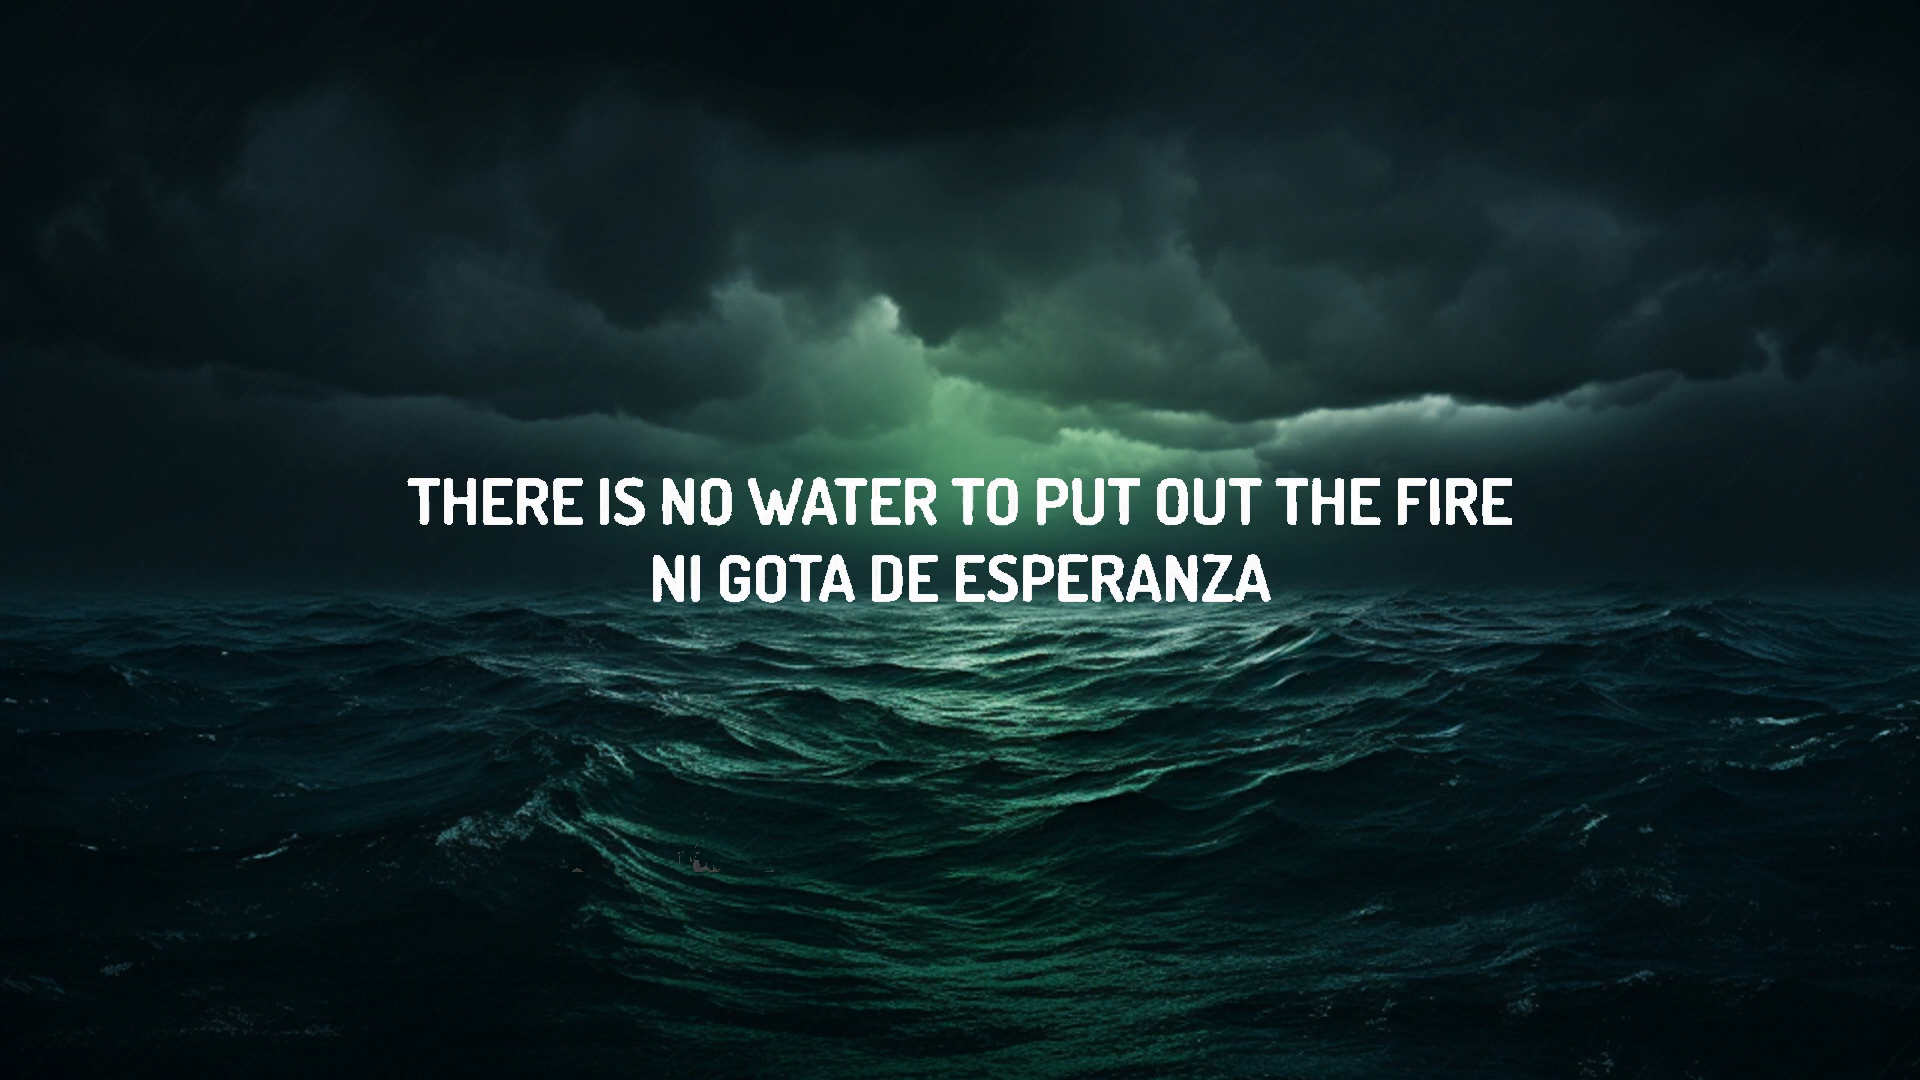 THERE IS NO WATER TO PUT OUT THE FIRE
NI GOTA DE ESPERANZA